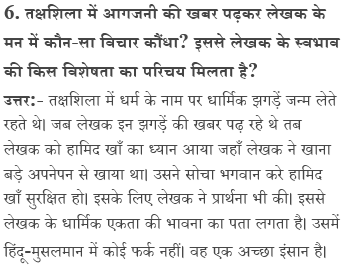 6. तक्षशिला में आगजनी की खबर पढ़कर लेखक के
मन में कौन-सा विचार कौंधा? इससे लेखक के स्वभाव
की किस विशेषता का परिचय मिलता है?
उत्तर:- तक्षशिला में धर्म के नाम पर धार्मिक झगड़ें जन्म लेते
रहते थे। जब लेखक इन झगड़ें की खबर पढ़ रहे थे तब
लेखक को हामिद खाँ का ध्यान आया जहाँ लेखक ने खाना
बड़े अपनेपन से खाया था। उसने सोचा भगवान करे हामिद
खाँ सुरक्षित हो। इसके लिए लेखक ने प्रार्थना भी की। इससे
लेखक के धार्मिक एकता की भावना का पता लगता है। उसमें
हिंदू-मुसलमान में कोई फर्क नहीं। वह एक अच्छा इंसान है।